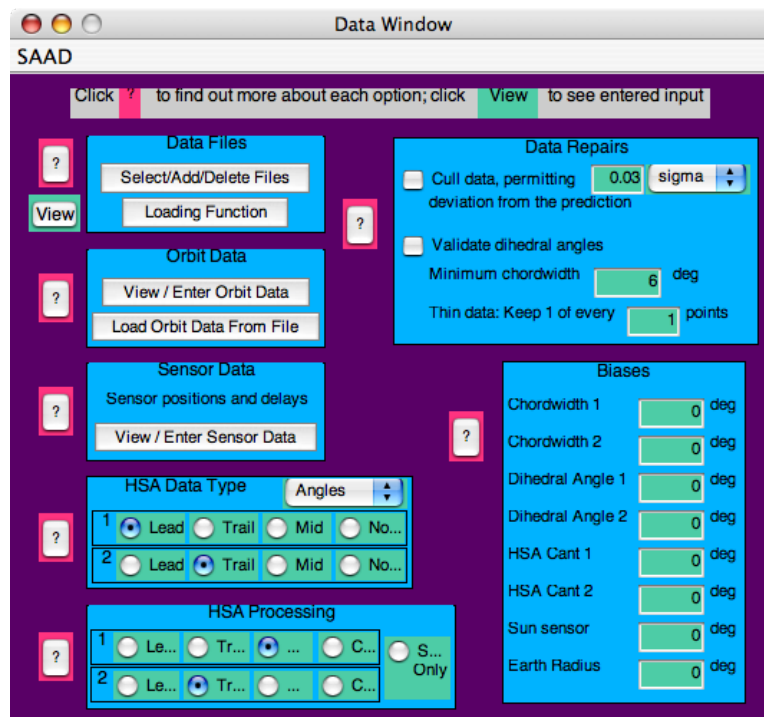 Data Window
SAAD
Click ? to find out more about each option; click View to see entered input
Data Files
?
Select/Add/Delete Files
View
Loading Function
Orbit Data
?
View / Enter Orbit Data
Load Orbit Data From File
Sensor Data
?
Sensor positions and delays
View / Enter Sensor Data
HSA Data Type
Angles
?
1 Lead Trail Mid No...
2 Lead Trail Mid No...
HSA Processing
?
1 Le... Tr... ... C...
2 Le... Tr... ... C...
S...
Only
Data Repairs
?
Cull data, permitting 0.03 sigma
deviation from the prediction
Validate dihedral angles
Minimum chordwidth 6 deg
Thin data: Keep 1 of every 1 points
Biases
?
Chordwidth 1 0 deg
Chordwidth 2 0 deg
Dihedral Angle 1 0 deg
Dihedral Angle 2 0 deg
HSA Cant 1 0 deg
HSA Cant 2 0 deg
Sun sensor 0 deg
Earth Radius 0 deg